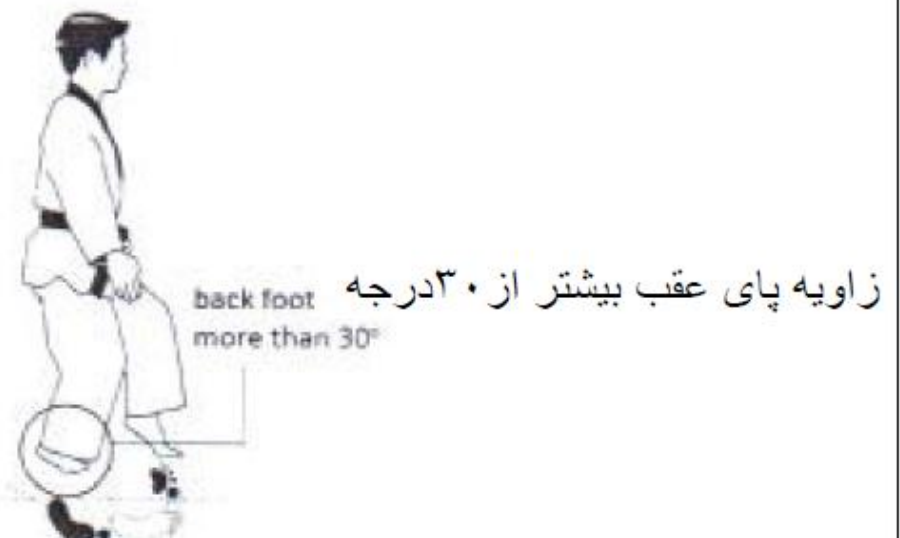 back foot
more than 30°
زاویه پای عقب بیشتر از ۳۰درجه